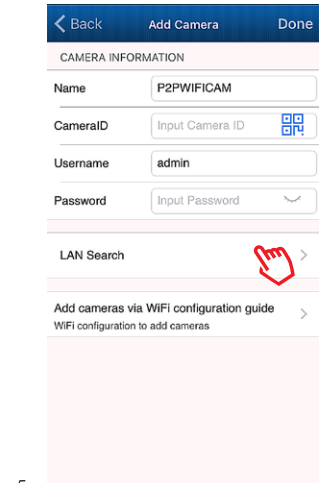 Back Add Camera Done
CAMERA INFORMATION
Name P2PWIFICAM
CameraID Input Camera ID
Username admin
Password Input Password
LAN Search
Add cameras via WiFi configuration guide
WiFi configuration to add cameras